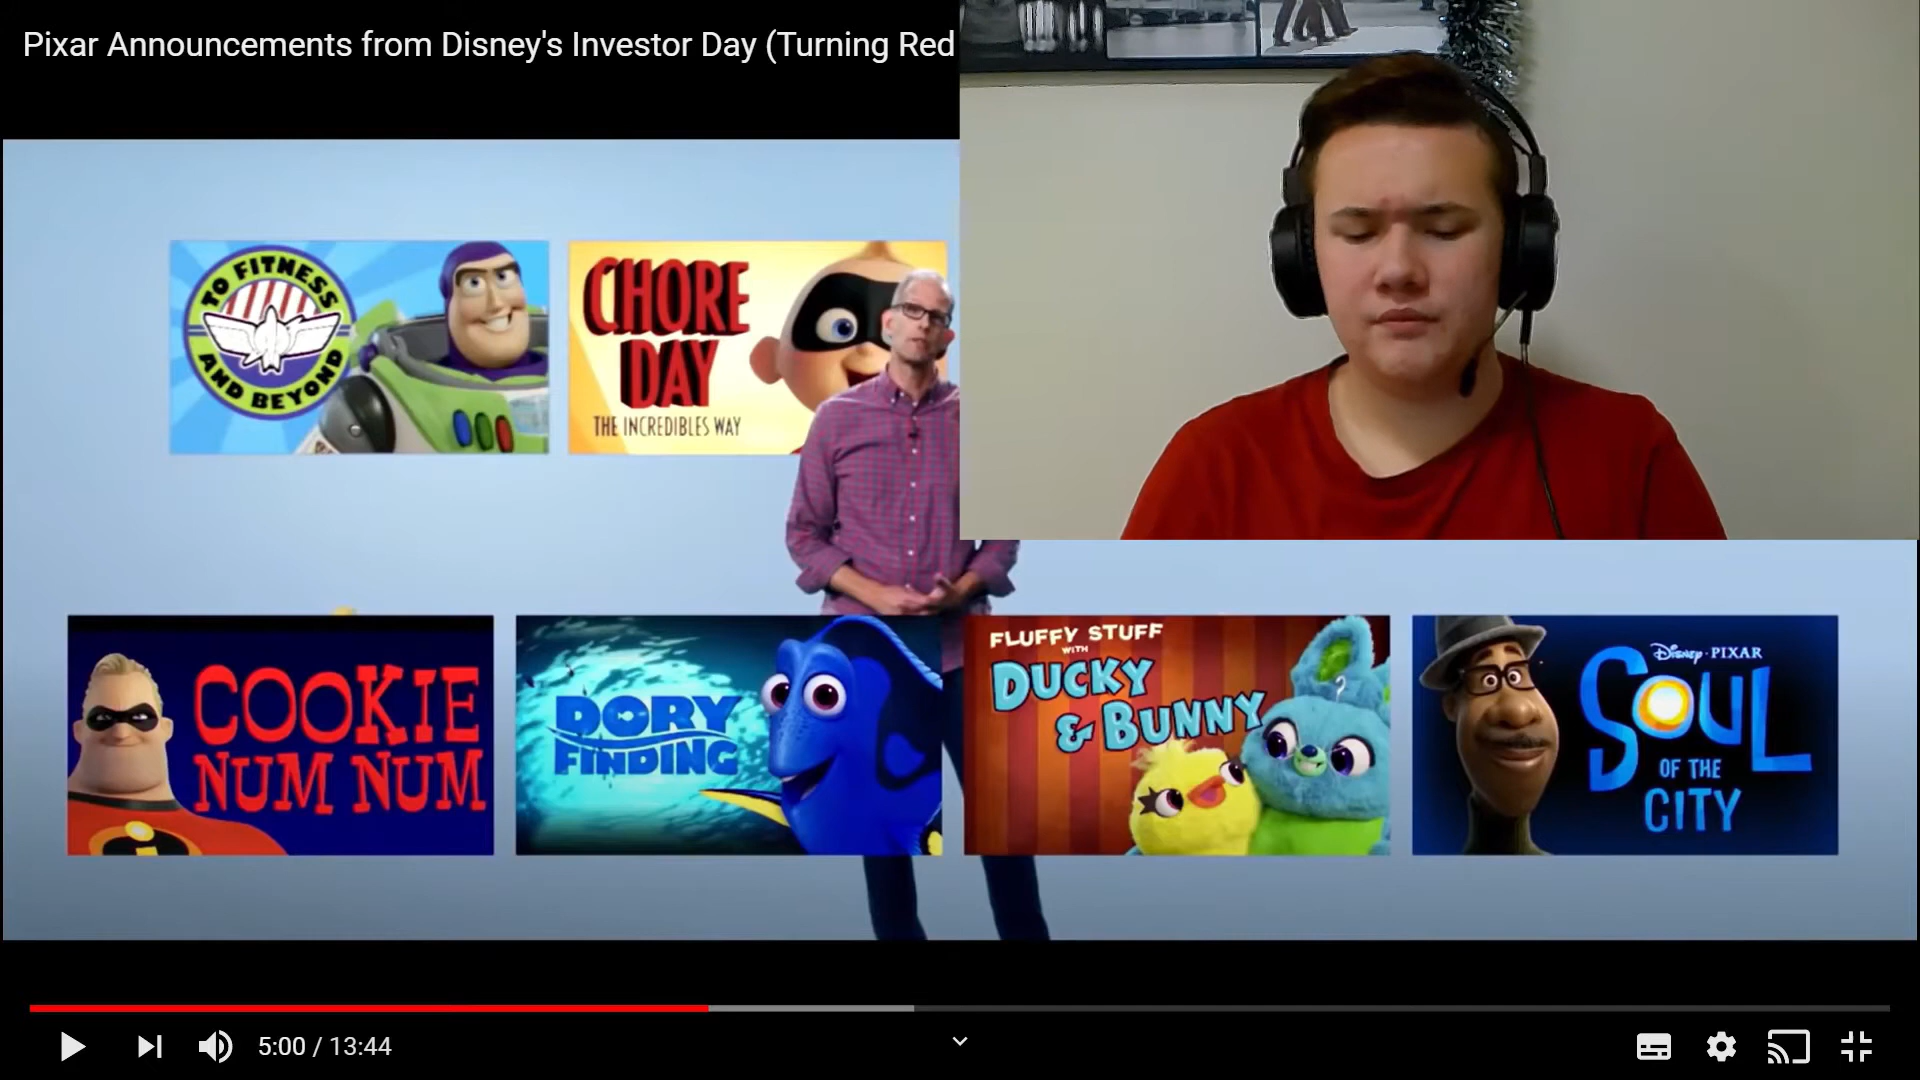 Pixar Announcements from Disney's Investor Day (Turning Red
TO FITNESS
AND BEYOND
CHORE
DAY
THE INCREDIBLES WAY
COOKIE
NUM NUM
DORY
FINDING
FLUFFY STUFF
WITH
DUCKY
& BUNNY
Disney·PIXAR
SOUL
OF THE
CITY
5:00 / 13:44